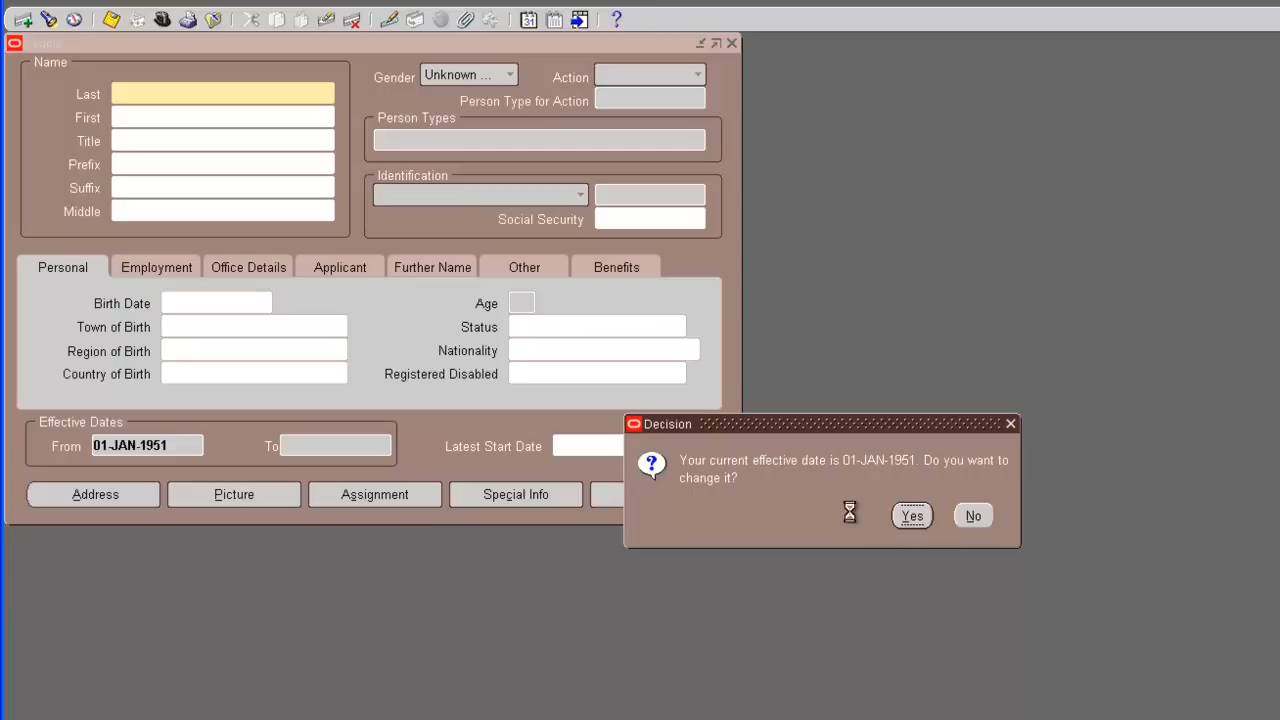 31
?
Name
Last
First
Title
Prefix
Suffix
Middle
Gender
Unknown ...
Action
Person Type for Action
Person Types
Identification
Social Security
Personal
Employment
Office Details
Applicant
Further Name
Other
Benefits
Birth Date
Age
Town of Birth
Status
Region of Birth
Nationality
Country of Birth
Registered Disabled
Effective Dates
From
01-JAN-1951
To
Latest Start Date
Address
Picture
Assignment
Special Info
Decision
?
Your current effective date is 01-JAN-1951. Do you want to
change it?
Yes
No